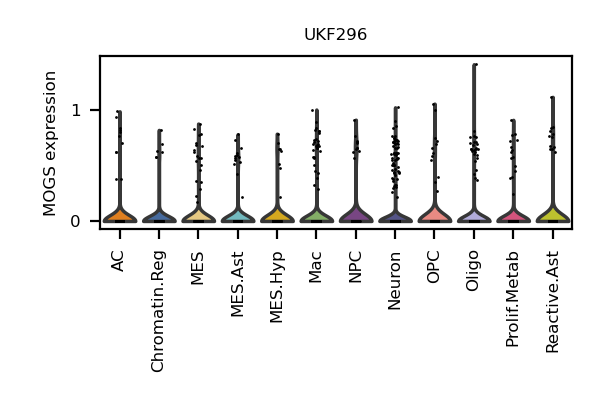 UKF296
MOGS expression
1
0
AC
Chromatin.Reg
MES
MES.Ast
MES.Hyp
Mac
NPC
Neuron
OPC
Oligo
Prolif.Metab
Reactive.Ast